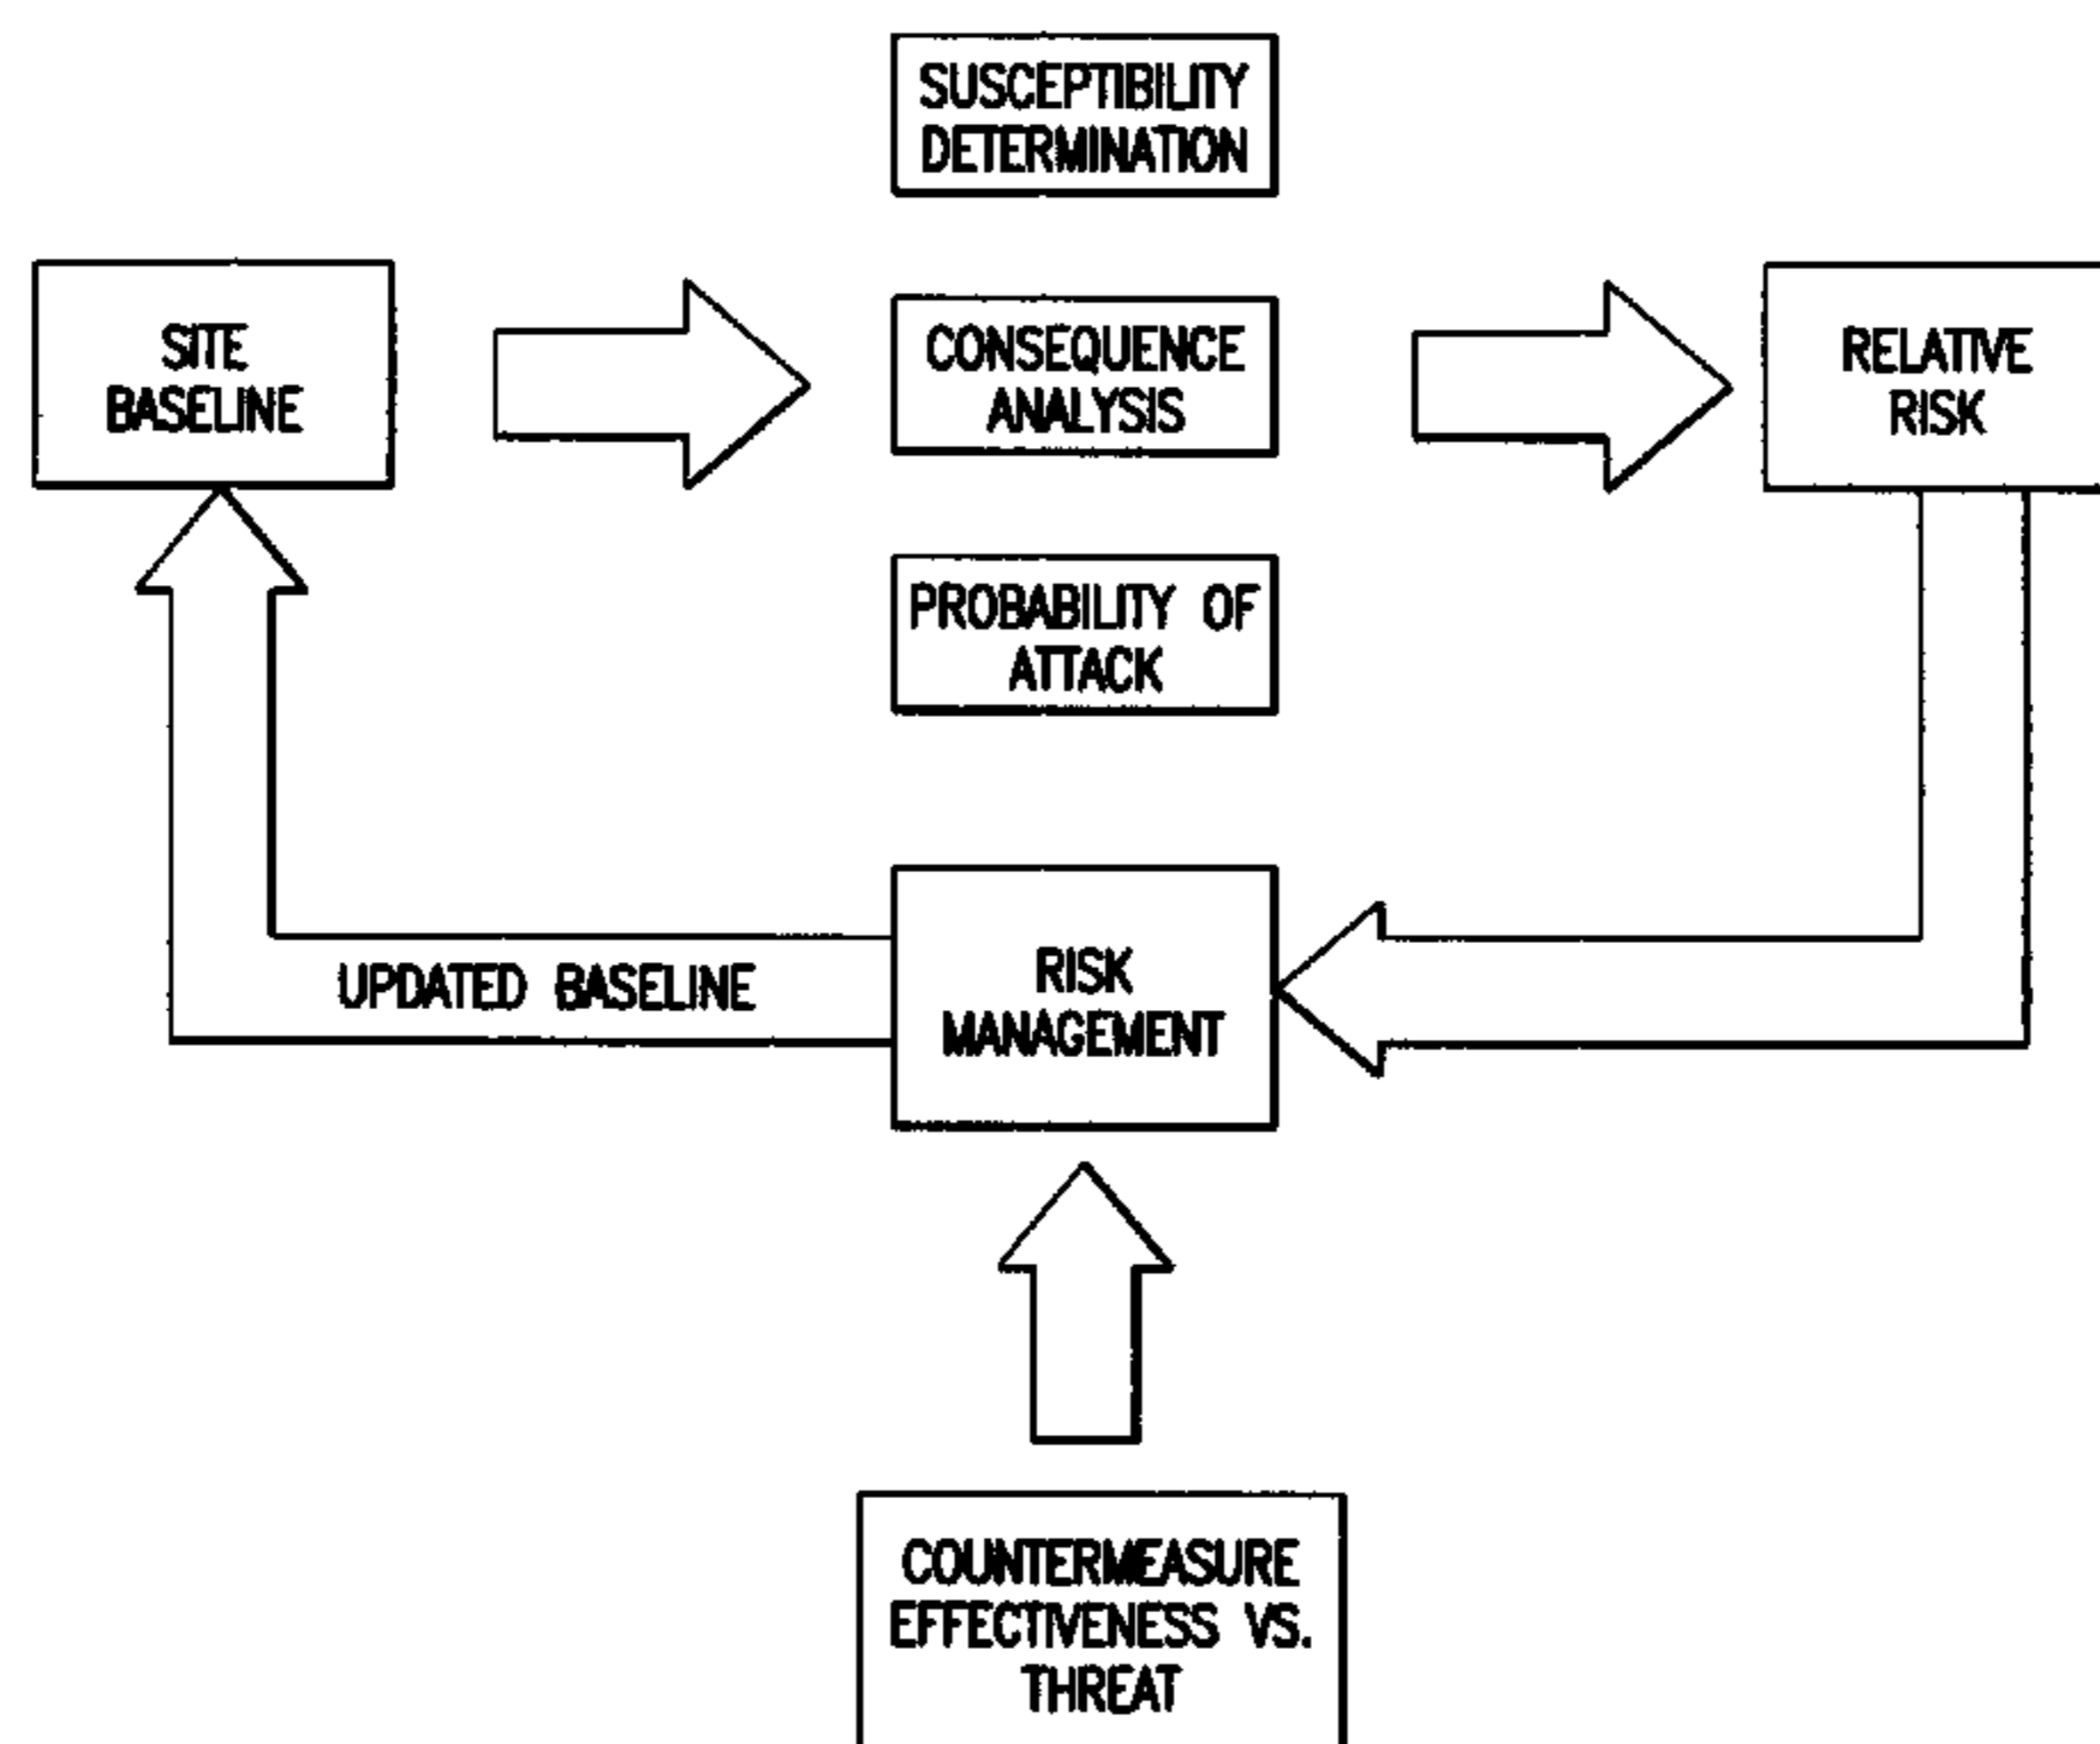 SUSCEPTIBILITY
DETERMINATION
SITE
BASELINE
CONSEQUENCE
ANALYSIS
RELATIVE
RISK
PROBABILITY OF
ATTACK
UPDATED BASELINE
RISK
MANAGEMENT
COUNTERMEASURE
EFFECTIVENESS VS.
THREAT